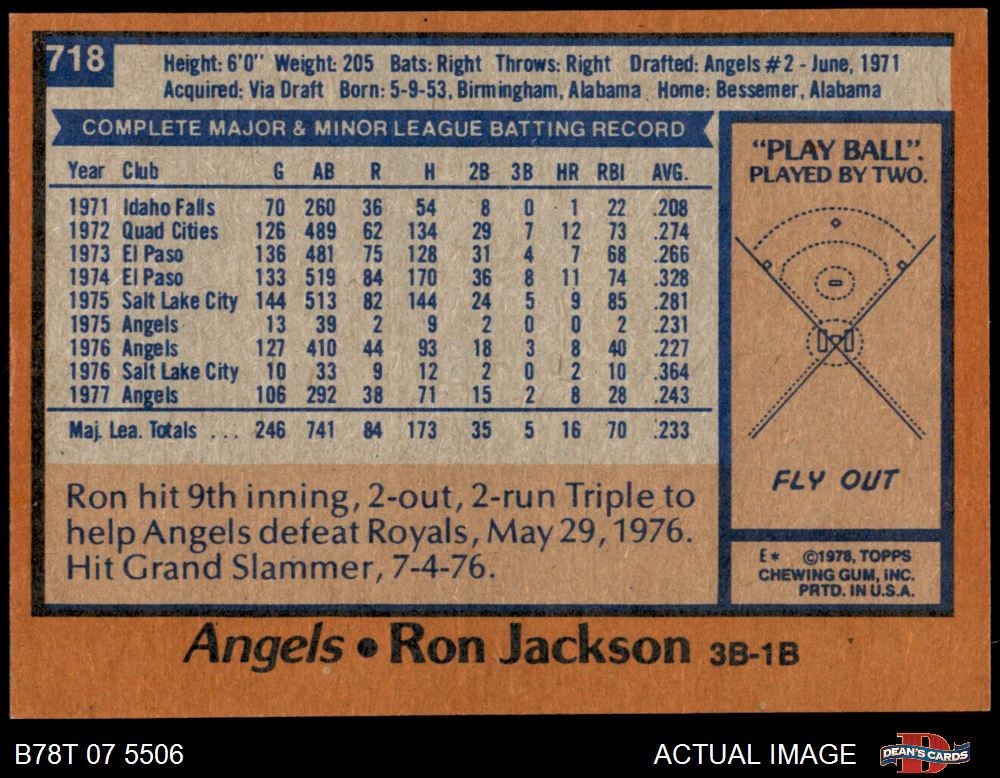 718
Height: 6'0" Weight: 205 Bats: Right Throws: Right Drafted: Angels #2 - June, 1971
Acquired: Via Draft Born: 5-9-53, Birmingham, Alabama Home: Bessemer, Alabama
COMPLETE MAJOR & MINOR LEAGUE BATTING RECORD
Year Club G AB R H 2B 3B HR RBI AVG.
1971 Idaho Falls 70 260 36 54 8 0 1 22 .208
1972 Quad Cities 126 489 62 134 29 7 12 73 .274
1973 El Paso 136 481 75 128 31 4 7 68 .266
1974 El Paso 133 519 84 170 36 8 11 74 .328
1975 Salt Lake City 144 513 82 144 24 5 9 85 .281
1975 Angels 13 39 2 9 2 0 0 2 .231
1976 Angels 127 410 44 93 18 3 8 40 .227
1976 Salt Lake City 10 33 9 12 2 0 2 10 .364
1977 Angels 106 292 38 71 15 2 8 28 .243
Maj. Lea. Totals ... 246 741 84 173 35 5 16 70 .233
Ron hit 9th inning, 2-out, 2-run Triple to
help Angels defeat Royals, May 29, 1976.
Hit Grand Slammer, 7-4-76.
"PLAY BALL".
PLAYED BY TWO.
FLY OUT
E* ©1978, TOPPS
CHEWING GUM, INC.
PRTD. IN U.S.A.
Angels • Ron Jackson 3B-1B
B78T 07 5506
ACTUAL IMAGE
DEAN'S CARDS